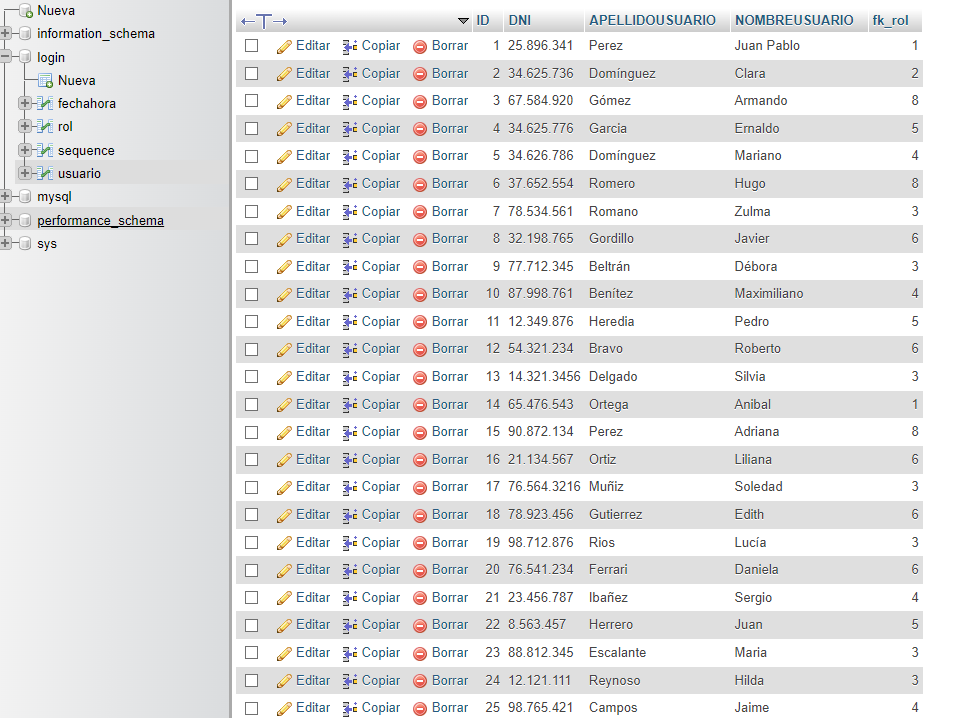 Nueva
information_schema
login
Nueva
fechahora
rol
sequence
usuario
mysql
performance_schema
sys
ID DNI APELLIDOUSUARIO NOMBREUSUARIO fk_rol
Editar Copiar Borrar 1 25.896.341 Perez Juan Pablo 1
Editar Copiar Borrar 2 34.625.736 Domínguez Clara 2
Editar Copiar Borrar 3 67.584.920 Gómez Armando 8
Editar Copiar Borrar 4 34.625.776 Garcia Ernaldo 5
Editar Copiar Borrar 5 34.626.786 Domínguez Mariano 4
Editar Copiar Borrar 6 37.652.554 Romero Hugo 8
Editar Copiar Borrar 7 78.534.561 Romano Zulma 3
Editar Copiar Borrar 8 32.198.765 Gordillo Javier 6
Editar Copiar Borrar 9 77.712.345 Beltrán Débora 3
Editar Copiar Borrar 10 87.998.761 Benítez Maximiliano 4
Editar Copiar Borrar 11 12.349.876 Heredia Pedro 5
Editar Copiar Borrar 12 54.321.234 Bravo Roberto 6
Editar Copiar Borrar 13 14.321.3456 Delgado Silvia 3
Editar Copiar Borrar 14 65.476.543 Ortega Anibal 1
Editar Copiar Borrar 15 90.872.134 Perez Adriana 8
Editar Copiar Borrar 16 21.134.567 Ortiz Liliana 6
Editar Copiar Borrar 17 76.564.3216 Muñiz Soledad 3
Editar Copiar Borrar 18 78.923.456 Gutierrez Edith 6
Editar Copiar Borrar 19 98.712.876 Rios Lucía 3
Editar Copiar Borrar 20 76.541.234 Ferrari Daniela 6
Editar Copiar Borrar 21 23.456.787 Ibañez Sergio 4
Editar Copiar Borrar 22 8.563.457 Herrero Juan 5
Editar Copiar Borrar 23 88.812.345 Escalante Maria 3
Editar Copiar Borrar 24 12.121.111 Reynoso Hilda 3
Editar Copiar Borrar 25 98.765.421 Campos Jaime 4